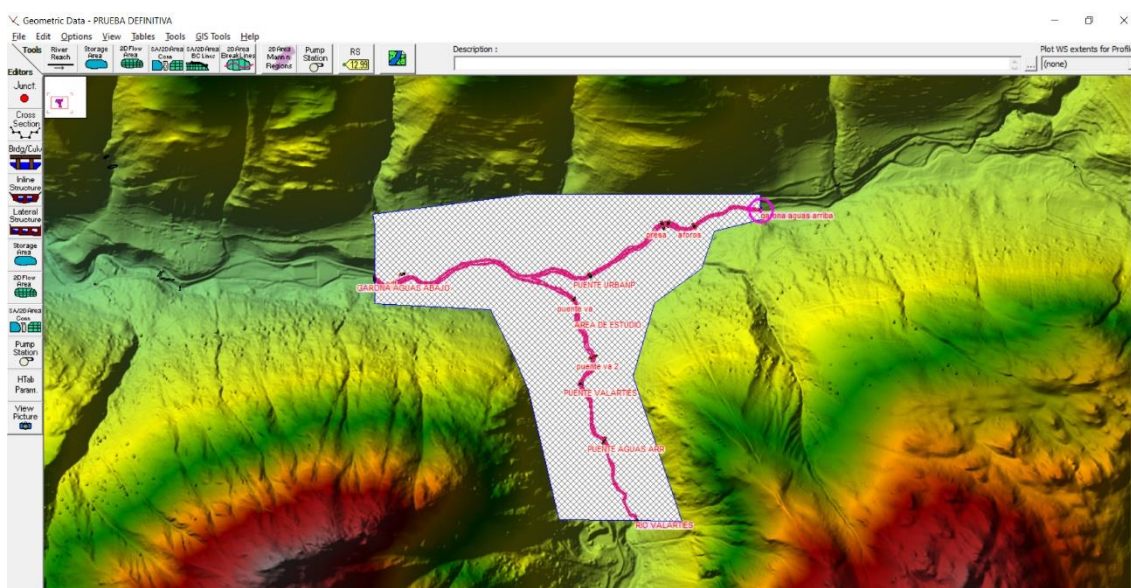 Geometric Data - PRUEBA DEFINITIVA
File Edit Options View Tables Tools GIS Tools Help
Tools
River Reach
Storage Area
2D Flow Area
SA/2D Area Conn
SA/2D Area BC Lines
2D Area BreakLines
2D Area Mann n Regions
Pump Station
RS
Description :
Plot WS extents for Profile
(none)
Editors
Junct.
Cross Section
Brdg/Culv
Inline Structure
Lateral Structure
Storage Area
2D Flow Area
SA/2D Area Conn
Pump Station
HTab Param.
View Picture
garona aguas arriba
presa
aforos
GARONA AGUAS ABAJO
PUENTE URBANP
puente va
AREA DE ESTUDIO
puente va 2
PUENTE VALARTIES
PUENTE AGUAS ARR
RIO VALARTIES